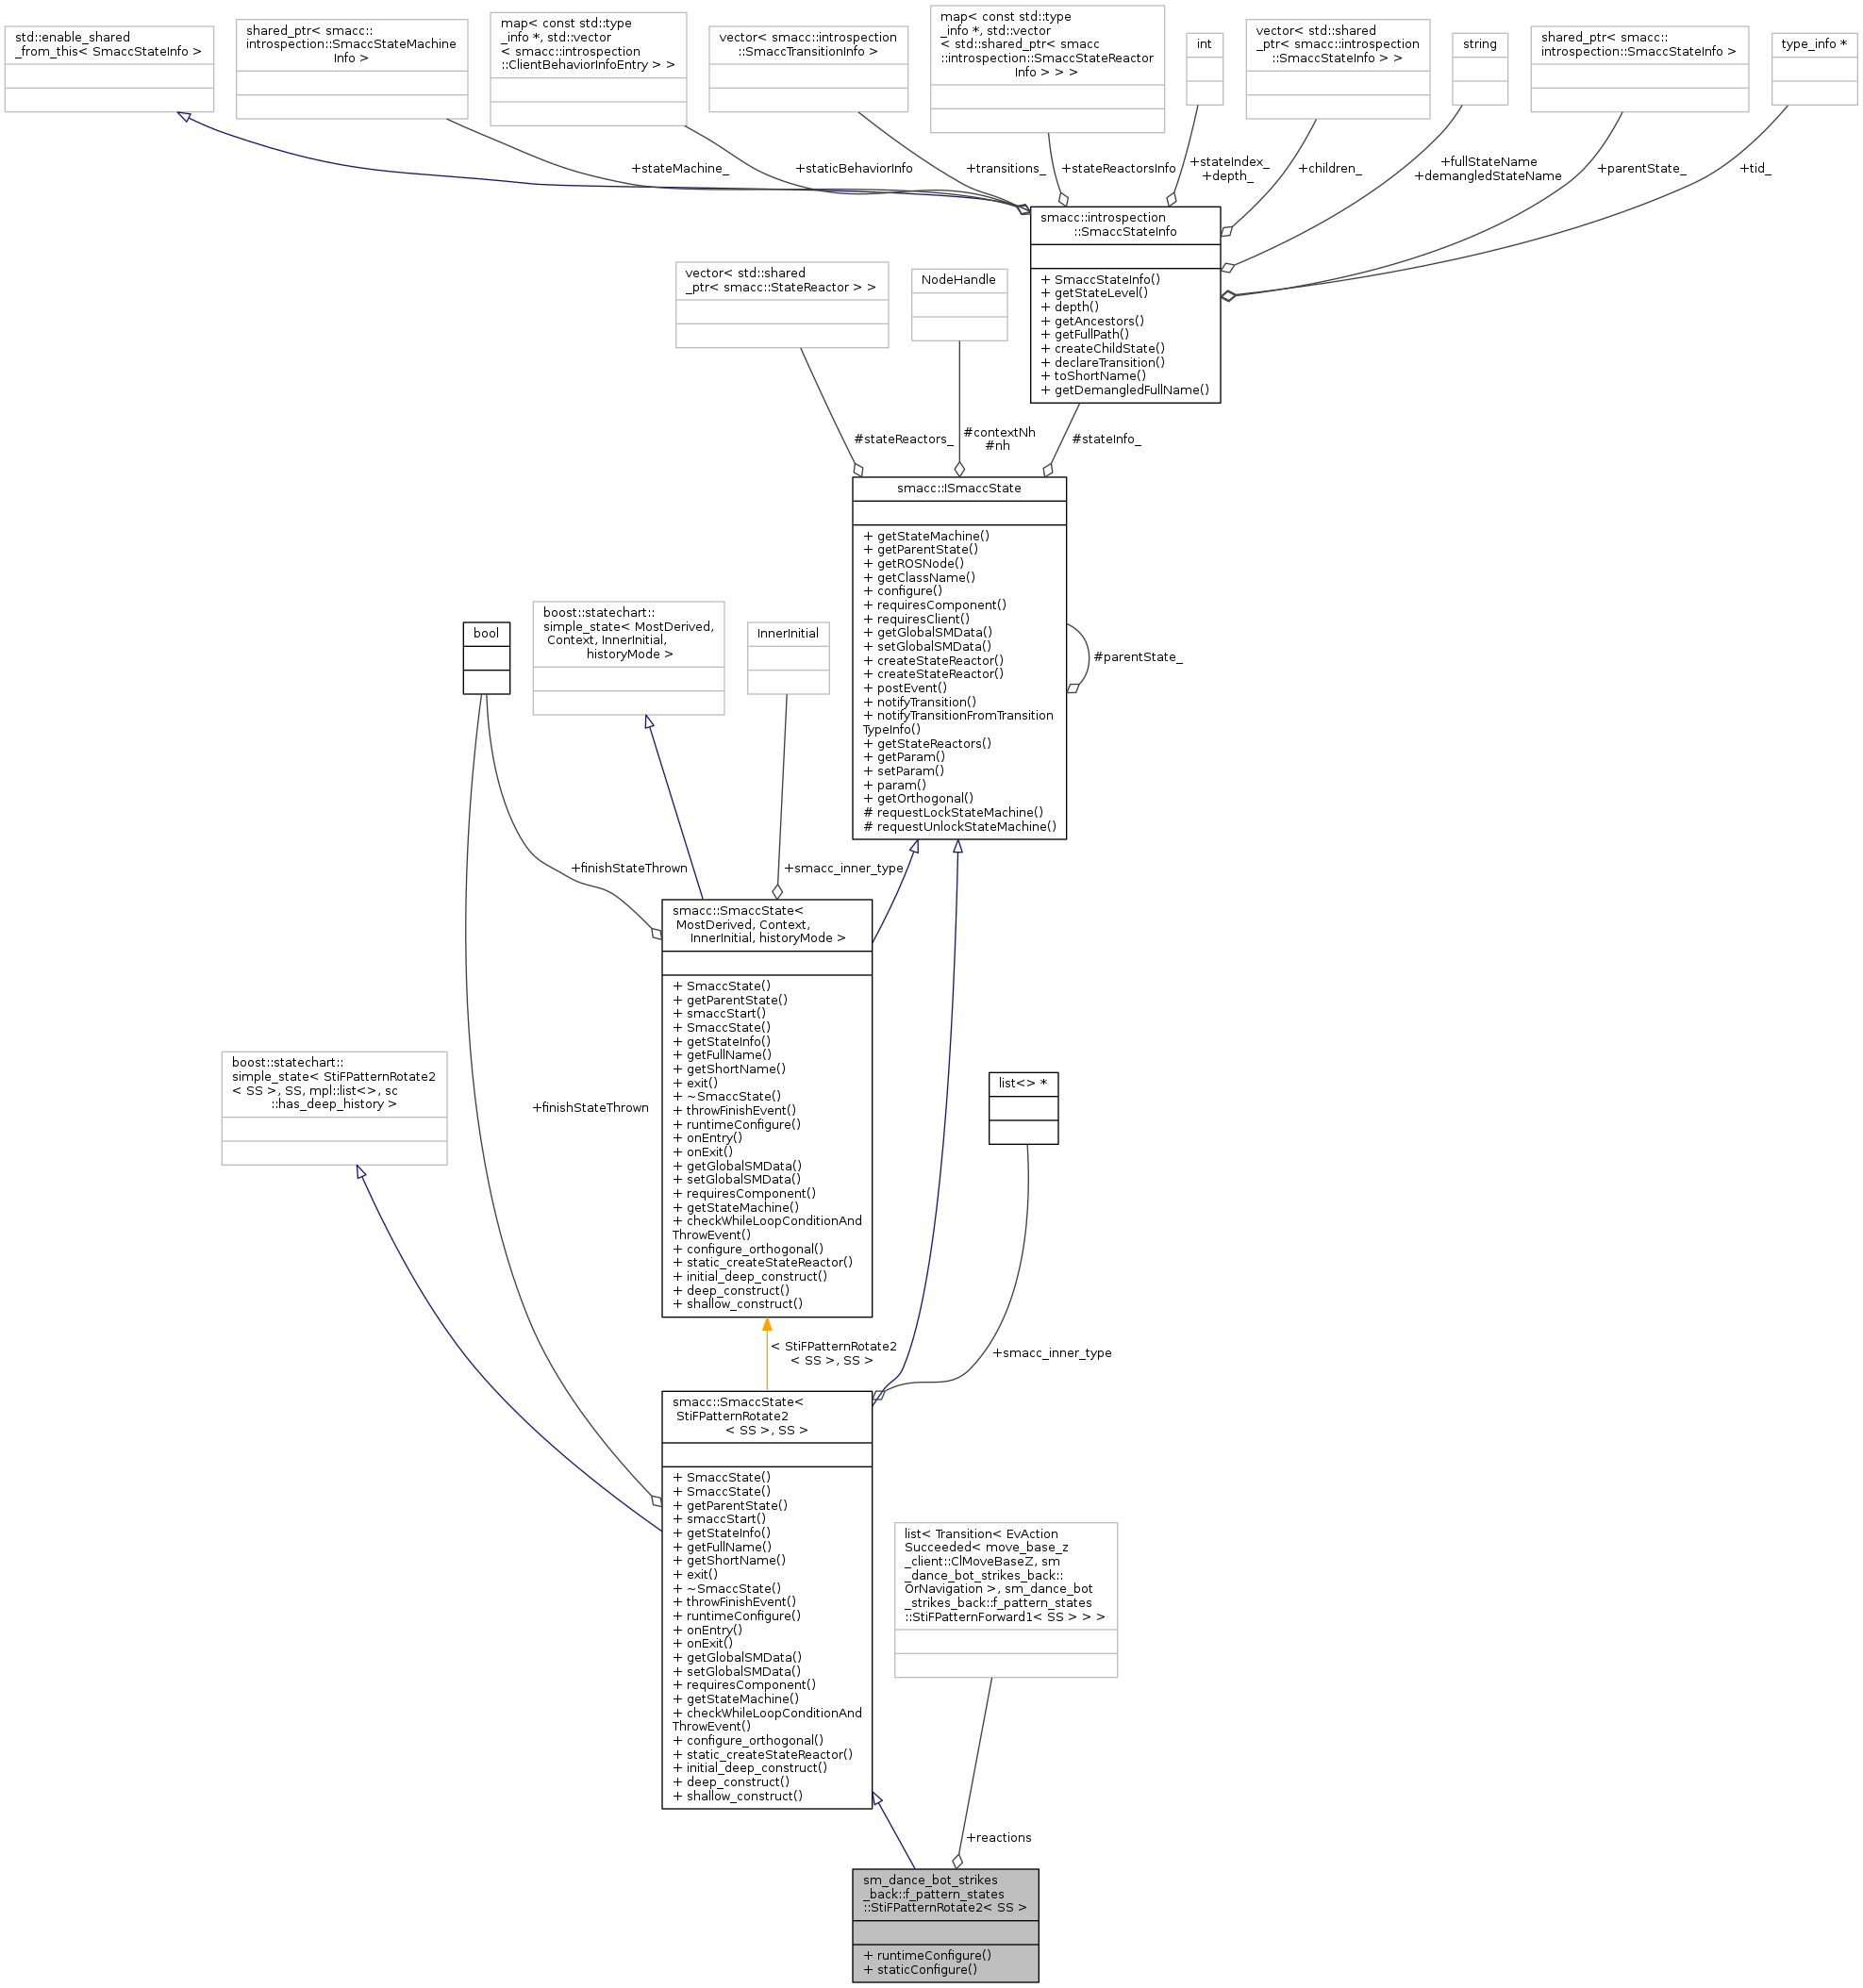 std::enable_shared
_from_this< SmaccStateInfo >
shared_ptr< smacc::
introspection::SmaccStateMachine
Info >
map< const std::type
_info *, std::vector
< smacc::introspection
::ClientBehaviorInfoEntry > >
vector< smacc::introspection
::SmaccTransitionInfo >
map< const std::type
_info *, std::vector
< std::shared_ptr< smacc
::introspection::SmaccStateReactor
Info > > >
int
vector< std::shared
_ptr< smacc::introspection
::SmaccStateInfo > >
string
shared_ptr< smacc::
introspection::SmaccStateInfo >
type_info *
+stateMachine_
+staticBehaviorInfo
+transitions_
+stateReactorsInfo
+stateIndex_
+depth_
+children_
+fullStateName
+demangledStateName
+parentState_
+tid_
smacc::introspection
::SmaccStateInfo
+ SmaccStateInfo()
+ getStateLevel()
+ depth()
+ getAncestors()
+ getFullPath()
+ createChildState()
+ declareTransition()
+ toShortName()
+ getDemangledFullName()
vector< std::shared
_ptr< smacc::StateReactor > >
NodeHandle
#stateReactors_
#contextNh
#nh
#stateInfo_
smacc::ISmaccState
+ getStateMachine()
+ getParentState()
+ getROSNode()
+ getClassName()
+ configure()
+ requiresComponent()
+ requiresClient()
+ getGlobalSMData()
+ setGlobalSMData()
+ createStateReactor()
+ createStateReactor()
+ postEvent()
+ notifyTransition()
+ notifyTransitionFromTransition
TypeInfo()
+ getStateReactors()
+ getParam()
+ setParam()
+ param()
+ getOrthogonal()
# requestLockStateMachine()
# requestUnlockStateMachine()
#parentState_
bool
boost::statechart::
simple_state< MostDerived,
Context, InnerInitial,
historyMode >
InnerInitial
+finishStateThrown
+smacc_inner_type
smacc::SmaccState<
MostDerived, Context,
InnerInitial, historyMode >
+ SmaccState()
+ getParentState()
+ smaccStart()
+ SmaccState()
+ getStateInfo()
+ getFullName()
+ getShortName()
+ exit()
+ ~SmaccState()
+ throwFinishEvent()
+ runtimeConfigure()
+ onEntry()
+ onExit()
+ getGlobalSMData()
+ setGlobalSMData()
+ requiresComponent()
+ getStateMachine()
+ checkWhileLoopConditionAnd
ThrowEvent()
+ configure_orthogonal()
+ static_createStateReactor()
+ initial_deep_construct()
+ deep_construct()
+ shallow_construct()
boost::statechart::
simple_state< StiFPatternRotate2
< SS >, SS, mpl::list<>, sc
::has_deep_history >
+finishStateThrown
list<> *
< StiFPatternRotate2
< SS >, SS >
+smacc_inner_type
smacc::SmaccState<
StiFPatternRotate2
< SS >, SS >
+ SmaccState()
+ SmaccState()
+ getParentState()
+ smaccStart()
+ getStateInfo()
+ getFullName()
+ getShortName()
+ exit()
+ ~SmaccState()
+ throwFinishEvent()
+ runtimeConfigure()
+ onEntry()
+ onExit()
+ getGlobalSMData()
+ setGlobalSMData()
+ requiresComponent()
+ getStateMachine()
+ checkWhileLoopConditionAnd
ThrowEvent()
+ configure_orthogonal()
+ static_createStateReactor()
+ initial_deep_construct()
+ deep_construct()
+ shallow_construct()
list< Transition< EvAction
Succeeded< move_base_z
_client::ClMoveBaseZ, sm
_dance_bot_strikes_back::
OrNavigation >, sm_dance_bot
_strikes_back::f_pattern_states
::StiFPatternForward1< SS > > >
+reactions
sm_dance_bot_strikes
_back::f_pattern_states
::StiFPatternRotate2< SS >
+ runtimeConfigure()
+ staticConfigure()